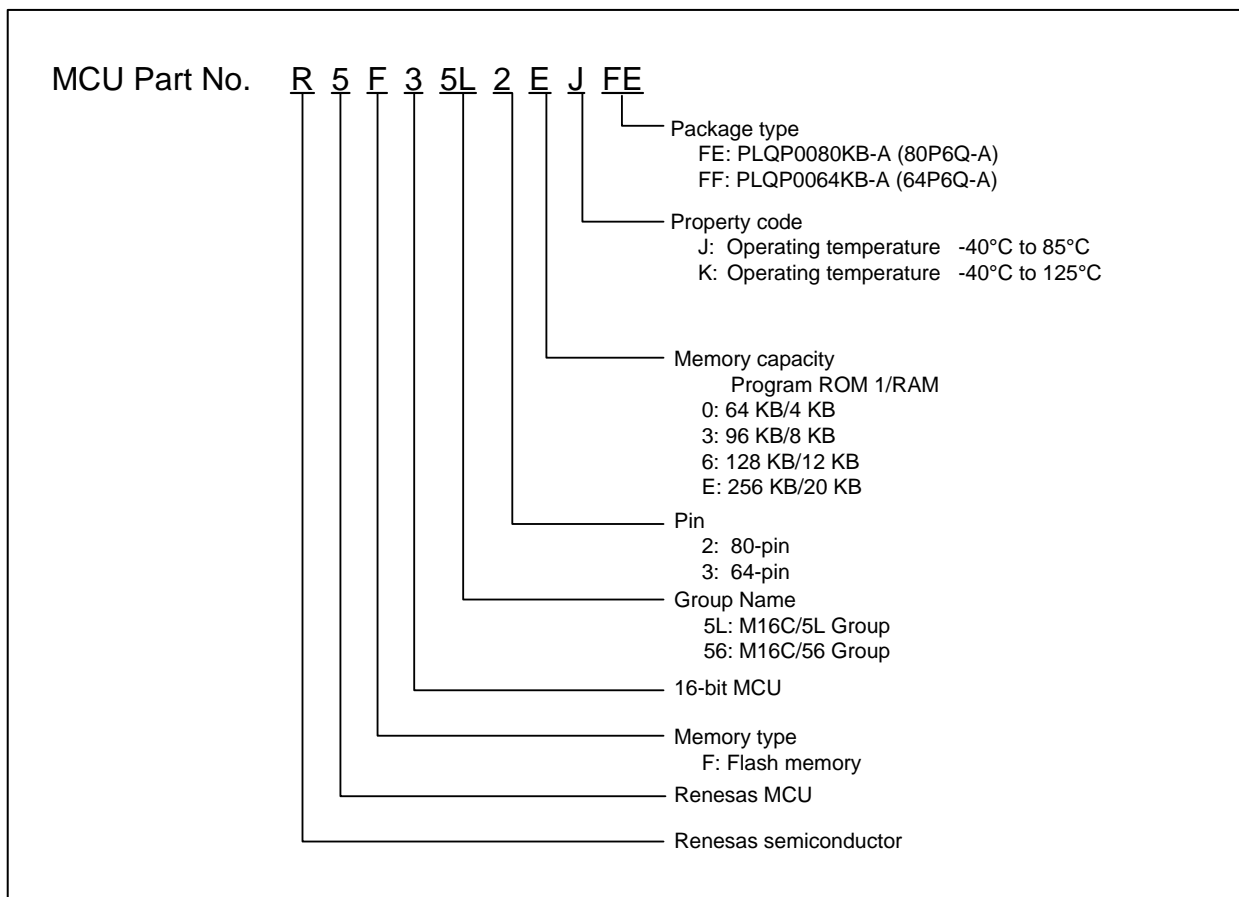 MCU Part No. R 5 F 3 5L 2 E J FE
Package type
FE: PLQP0080KB-A (80P6Q-A)
FF: PLQP0064KB-A (64P6Q-A)
Property code
J: Operating temperature -40°C to 85°C
K: Operating temperature -40°C to 125°C
Memory capacity
Program ROM 1/RAM
0: 64 KB/4 KB
3: 96 KB/8 KB
6: 128 KB/12 KB
E: 256 KB/20 KB
Pin
2: 80-pin
3: 64-pin
Group Name
5L: M16C/5L Group
56: M16C/56 Group
16-bit MCU
Memory type
F: Flash memory
Renesas MCU
Renesas semiconductor